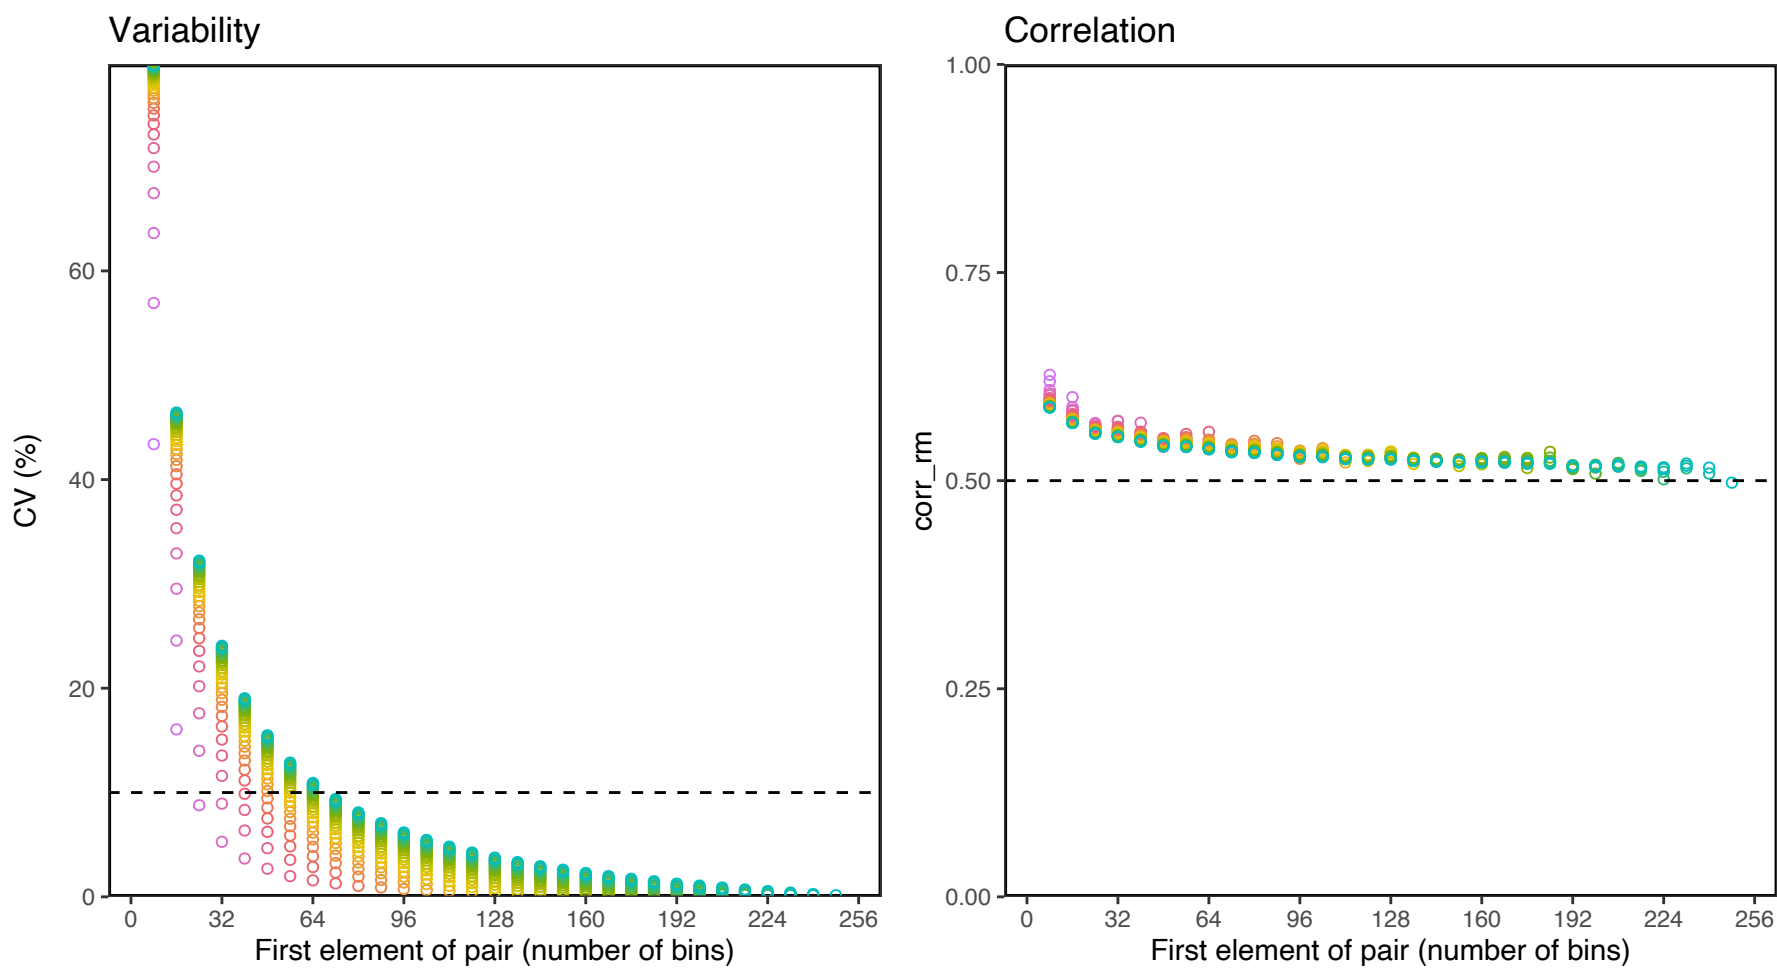 Variability
CV (%)
60
40
20
0
0 32 64 96 128 160 192 224 256
First element of pair (number of bins)
Correlation
corr_rm
1.00
0.75
0.50
0.25
0.00
0 32 64 96 128 160 192 224 256
First element of pair (number of bins)